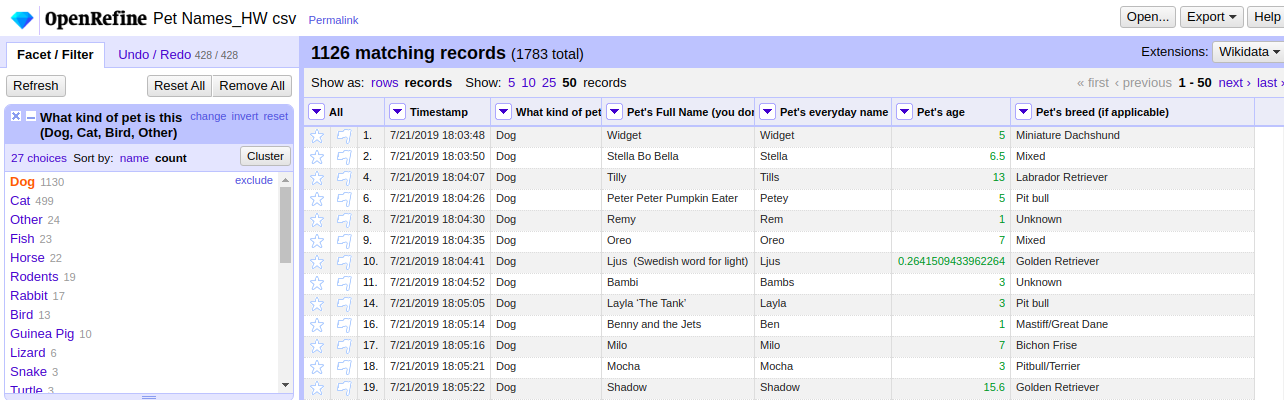 OpenRefine Pet Names_HW csv Permalink
Open... Export Help
Facet / Filter Undo / Redo 428 / 428
Refresh Reset All Remove All
What kind of pet is this (Dog, Cat, Bird, Other) change invert reset
27 choices Sort by: name count Cluster
Dog 1130 exclude
Cat 499
Other 24
Fish 23
Horse 22
Rodents 19
Rabbit 17
Bird 13
Guinea Pig 10
Lizard 6
Snake 3
Turtle 3
1126 matching records (1783 total)
Extensions: Wikidata
Show as: rows records Show: 5 10 25 50 records
« first ‹ previous 1 - 50 next › last ›
All Timestamp What kind of pet Pet's Full Name (you don Pet's everyday name Pet's age Pet's breed (if applicable)
1. 7/21/2019 18:03:48 Dog Widget Widget 5 Miniature Dachshund
2. 7/21/2019 18:03:50 Dog Stella Bo Bella Stella 6.5 Mixed
4. 7/21/2019 18:04:07 Dog Tilly Tills 13 Labrador Retriever
6. 7/21/2019 18:04:26 Dog Peter Peter Pumpkin Eater Petey 5 Pit bull
8. 7/21/2019 18:04:30 Dog Remy Rem 1 Unknown
9. 7/21/2019 18:04:35 Dog Oreo Oreo 7 Mixed
10. 7/21/2019 18:04:41 Dog Ljus (Swedish word for light) Ljus 0.2641509433962264 Golden Retriever
11. 7/21/2019 18:04:52 Dog Bambi Bambs 3 Unknown
14. 7/21/2019 18:05:05 Dog Layla ‘The Tank’ Layla 3 Pit bull
16. 7/21/2019 18:05:14 Dog Benny and the Jets Ben 1 Mastiff/Great Dane
17. 7/21/2019 18:05:16 Dog Milo Milo 7 Bichon Frise
18. 7/21/2019 18:05:21 Dog Mocha Mocha 3 Pitbull/Terrier
19. 7/21/2019 18:05:22 Dog Shadow Shadow 15.6 Golden Retriever